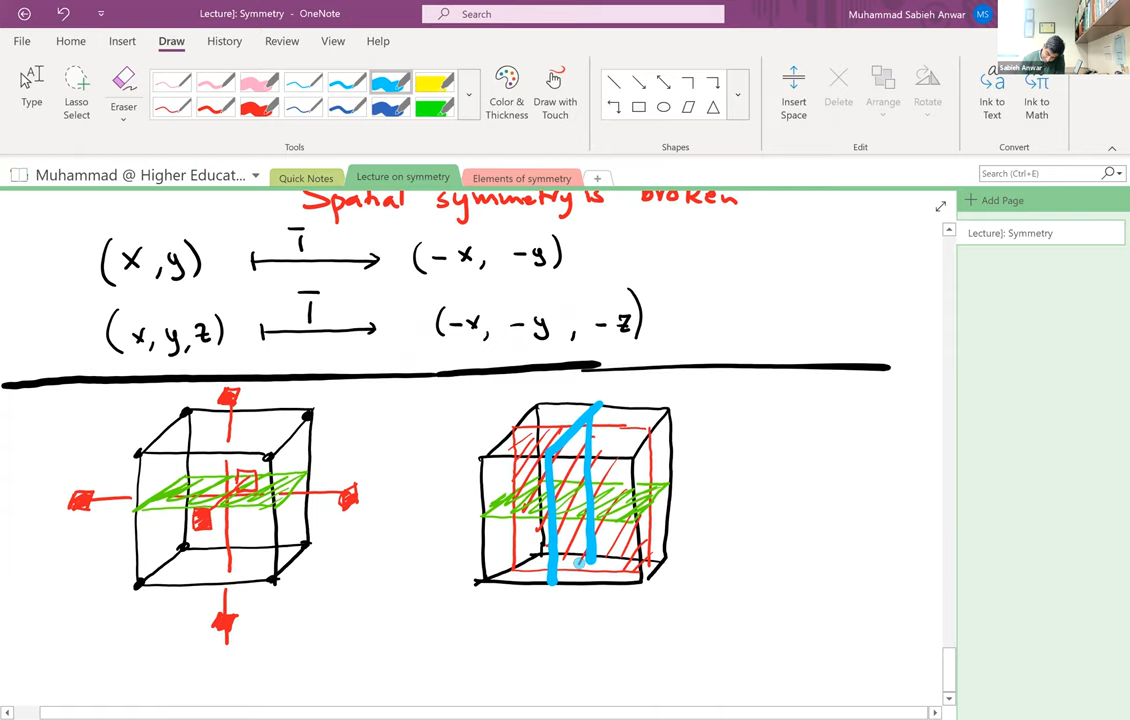 Lecture]: Symmetry - OneNote
Search
Muhammad Sabieh Anwar
MS
Sabieh Anwar
File Home Insert Draw History Review View Help
Type
Lasso Select
Eraser
Color & Thickness
Draw with Touch
Insert Space
Delete
Arrange
Rotate
Ink to Text
Ink to Math
Tools
Shapes
Edit
Convert
Muhammad @ Higher Educat...
Quick Notes
Lecture on symmetry
Elements of symmetry
+
Search (Ctrl+E)
Add Page
Lecture]: Symmetry
Spatial symmetry is broken
(x, y) 1̄ (-x, -y)
(x, y, z) 1̄ (-x, -y, -z)